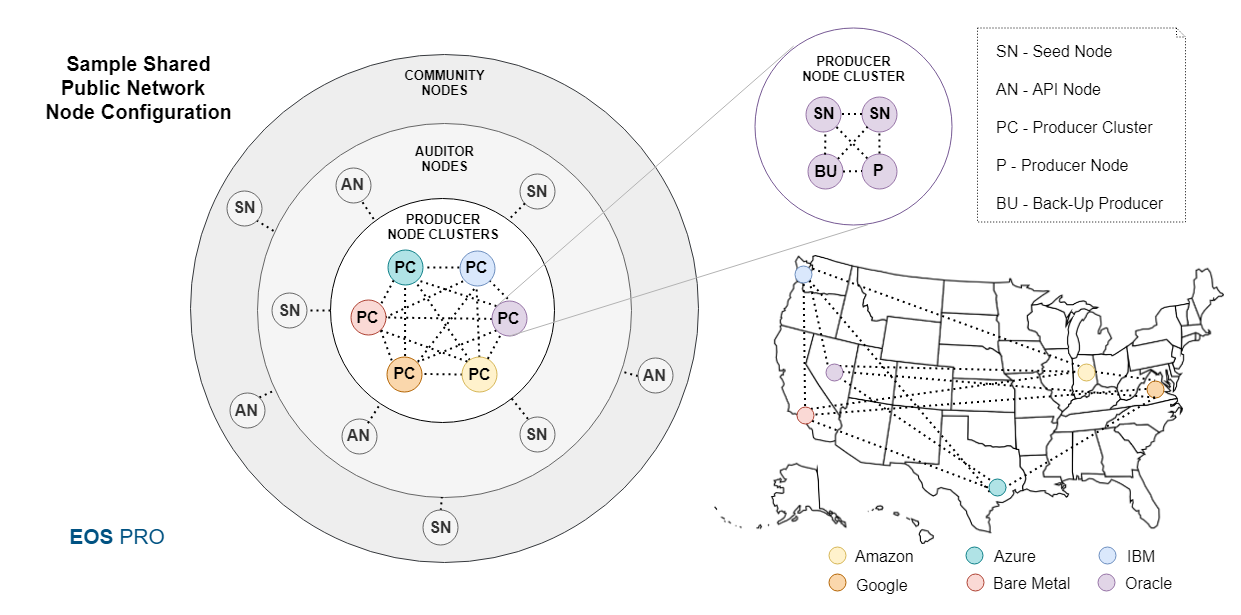 Sample Shared
Public Network
Node Configuration
COMMUNITY
NODES
AUDITOR
NODES
AN
SN
SN
PRODUCER
NODE CLUSTERS
PC
PC
PC
PC
PC
PC
SN
AN
AN
AN
SN
SN
EOS PRO
PRODUCER
NODE CLUSTER
SN
SN
BU
P
SN - Seed Node
AN - API Node
PC - Producer Cluster
P - Producer Node
BU - Back-Up Producer
Amazon
Azure
IBM
Google
Bare Metal
Oracle